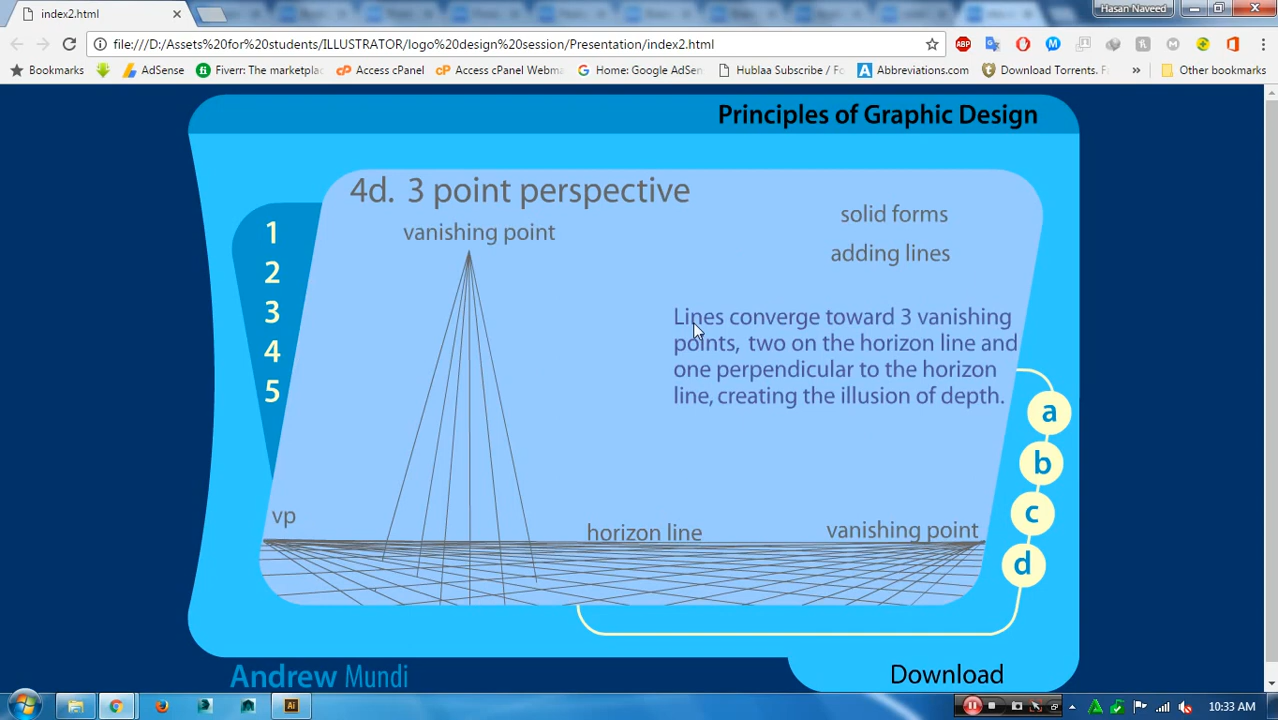 index2.html
Hasan Naveed
file:///D:/Assets%20for%20students/ILLUSTRATOR/logo%20design%20session/Presentation/index2.html
ABP
Bookmarks
AdSense
Fiverr: The marketplac
Access cPanel
Access cPanel Webma
Home: Google AdSen
Hublaa Subscribe / Fo
Abbreviations.com
Download Torrents. Fa
»
Other bookmarks
Principles of Graphic Design
4d. 3 point perspective
vanishing point
solid forms
adding lines
1
2
3
4
5
Lines converge toward 3 vanishing
points, two on the horizon line and
one perpendicular to the horizon
line, creating the illusion of depth.
a
b
c
d
vp
horizon line
vanishing point
Andrew Mundi
Download
10:33 AM